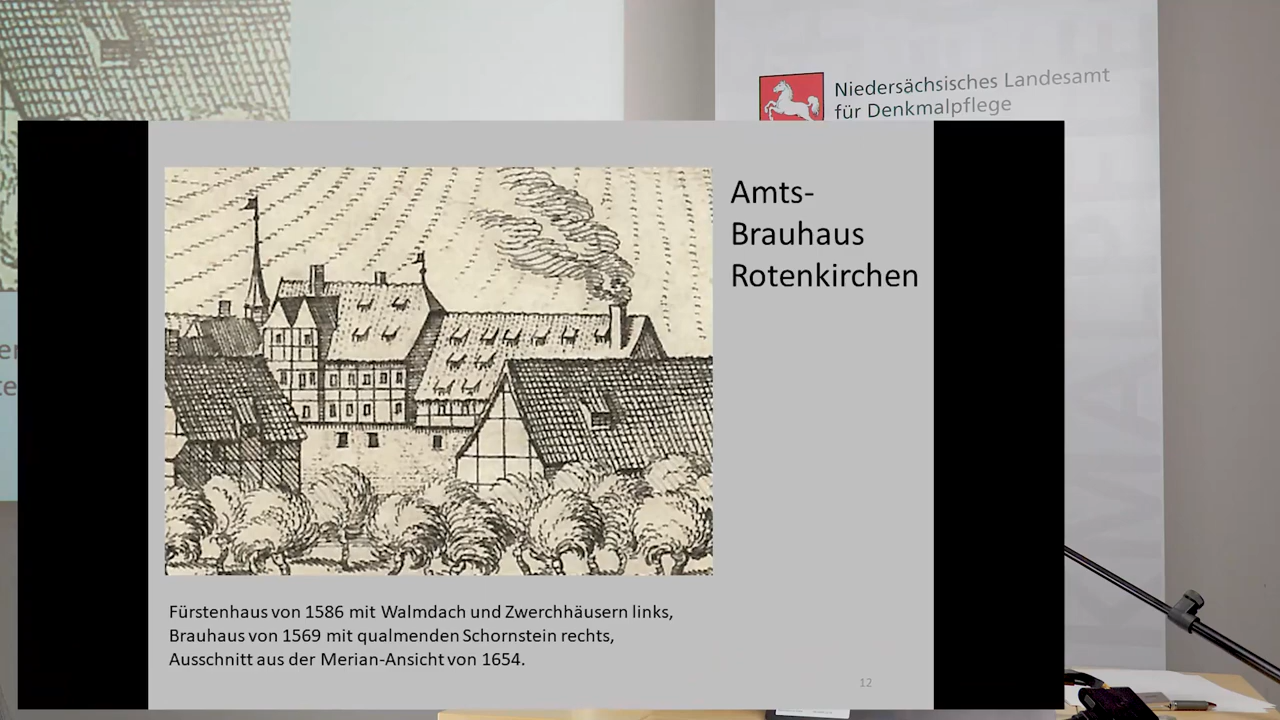 Niedersächsisches Landesamt
für Denkmalpflege
Amts-
Brauhaus
Rotenkirchen
Fürstenhaus von 1586 mit Walmdach und Zwerchhäusern links,
Brauhaus von 1569 mit qualmenden Schornstein rechts,
Ausschnitt aus der Merian-Ansicht von 1654.
12